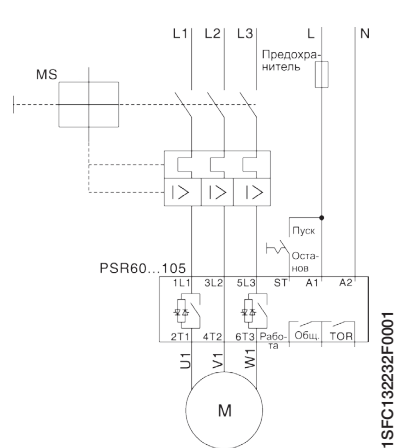 L1 L2 L3 L N
Предохра-
нитель
MS
I> I> I>
Пуск
Оста-
нов
PSR60...105
1L1 3L2 5L3 ST A1 A2
2T1 4T2 6T3 Рабо-
та
Общ. TOR
U1 V1 W1
M
1SFC132232F0001